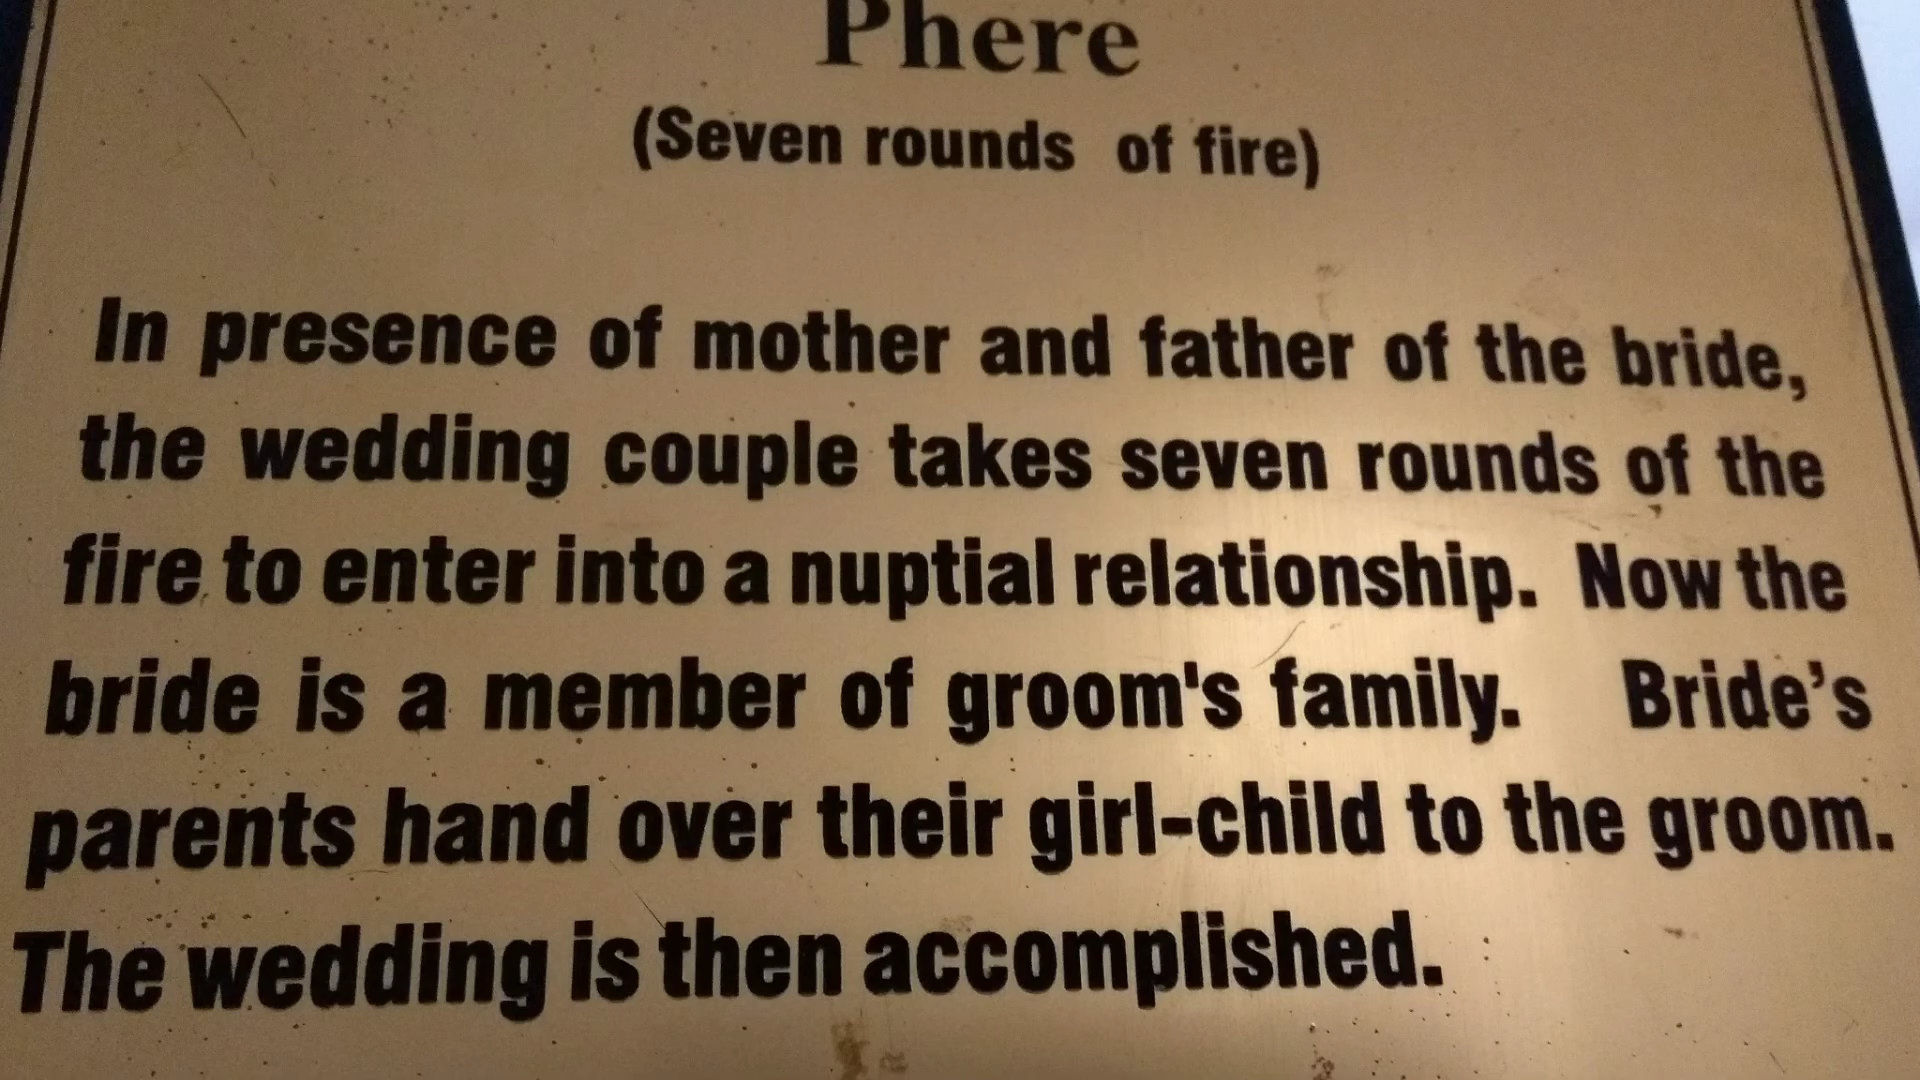 Phere
(Seven rounds of fire)
In presence of mother and father of the bride,
the wedding couple takes seven rounds of the
fire to enter into a nuptial relationship. Now the
bride is a member of groom's family. Bride’s
parents hand over their girl-child to the groom.
The wedding is then accomplished.